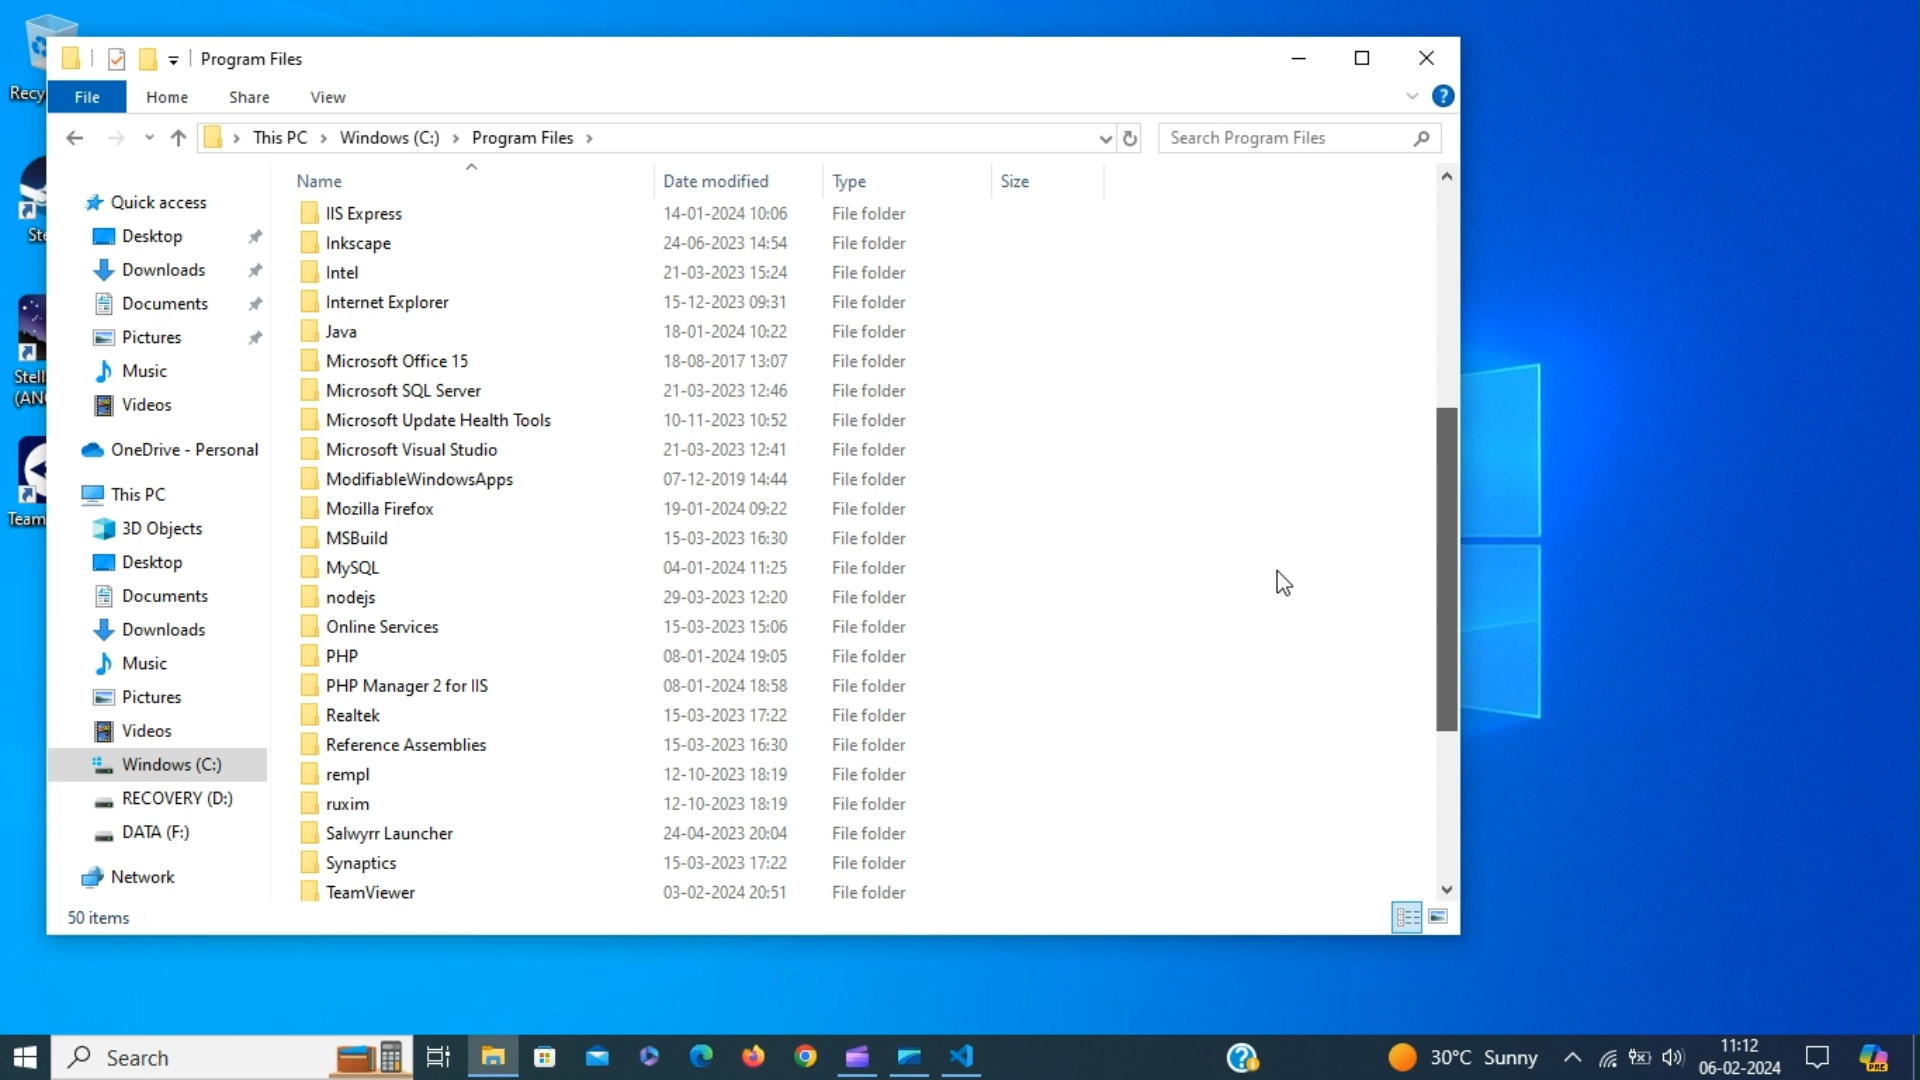 Program Files
File Home Share View
This PC Windows (C:) Program Files
Search Program Files
Name Date modified Type Size
IIS Express 14-01-2024 10:06 File folder
Inkscape 24-06-2023 14:54 File folder
Intel 21-03-2023 15:24 File folder
Internet Explorer 15-12-2023 09:31 File folder
Java 18-01-2024 10:22 File folder
Microsoft Office 15 18-08-2017 13:07 File folder
Microsoft SQL Server 21-03-2023 12:46 File folder
Microsoft Update Health Tools 10-11-2023 10:52 File folder
Microsoft Visual Studio 21-03-2023 12:41 File folder
ModifiableWindowsApps 07-12-2019 14:44 File folder
Mozilla Firefox 19-01-2024 09:22 File folder
MSBuild 15-03-2023 16:30 File folder
MySQL 04-01-2024 11:25 File folder
nodejs 29-03-2023 12:20 File folder
Online Services 15-03-2023 15:06 File folder
PHP 08-01-2024 19:05 File folder
PHP Manager 2 for IIS 08-01-2024 18:58 File folder
Realtek 15-03-2023 17:22 File folder
Reference Assemblies 15-03-2023 16:30 File folder
rempl 12-10-2023 18:19 File folder
ruxim 12-10-2023 18:19 File folder
Salwyrr Launcher 24-04-2023 20:04 File folder
Synaptics 15-03-2023 17:22 File folder
TeamViewer 03-02-2024 20:51 File folder
Quick access
Desktop
Downloads
Documents
Pictures
Music
Videos
OneDrive - Personal
This PC
3D Objects
Desktop
Documents
Downloads
Music
Pictures
Videos
Windows (C:)
RECOVERY (D:)
DATA (F:)
Network
50 items
Recy
Ste
Stell
(AN
Team
Search
30°C Sunny
11:12
06-02-2024
PRE